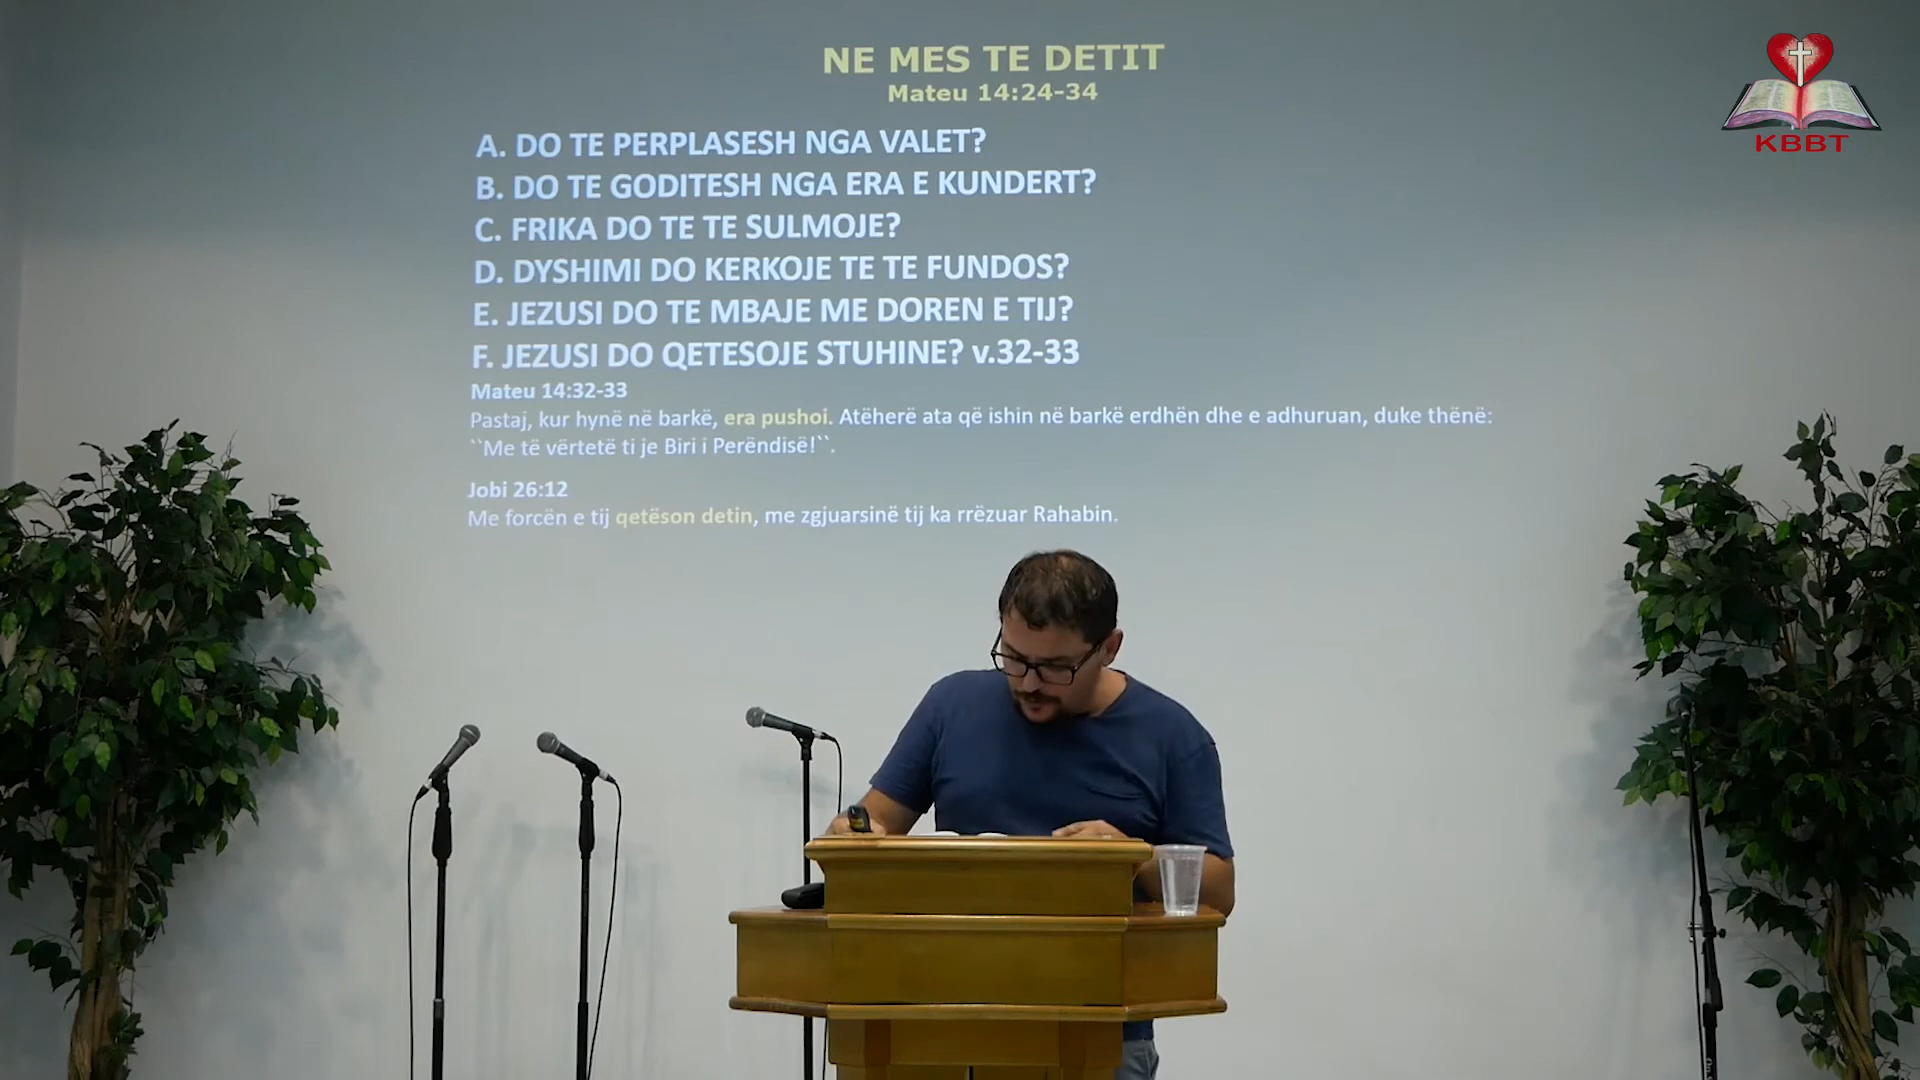 NE MES TE DETIT
Mateu 14:24-34
KBBT
A. DO TE PERPLASESH NGA VALET?
B. DO TE GODITESH NGA ERA E KUNDERT?
C. FRIKA DO TE TE SULMOJE?
D. DYSHIMI DO KERKOJE TE TE FUNDOS?
E. JEZUSI DO TE MBAJE ME DOREN E TIJ?
F. JEZUSI DO QETESOJE STUHINE? v.32-33
Mateu 14:32-33
Pastaj, kur hynë në barkë, era pushoi. Atëherë ata që ishin në barkë erdhën dhe e adhuruan, duke thënë:
``Me të vërtetë ti je Biri i Perëndisë!``.
Jobi 26:12
Me forcën e tij qetëson detin, me zgjuarsinë tij ka rrëzuar Rahabin.